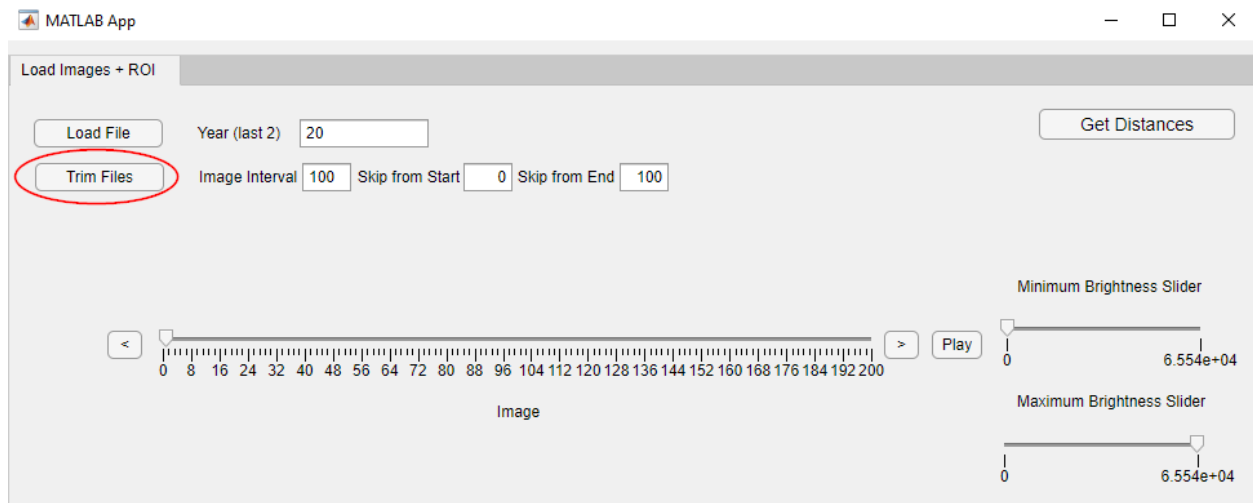 MATLAB App
Load Images + ROI
Load File Year (last 2) 20 Get Distances
Trim Files Image Interval 100 Skip from Start 0 Skip from End 100
Minimum Brightness Slider
< > Play
0 6.554e+04
0 8 16 24 32 40 48 56 64 72 80 88 96 104 112 120 128 136 144 152 160 168 176 184 192 200
Image
Maximum Brightness Slider
0 6.554e+04